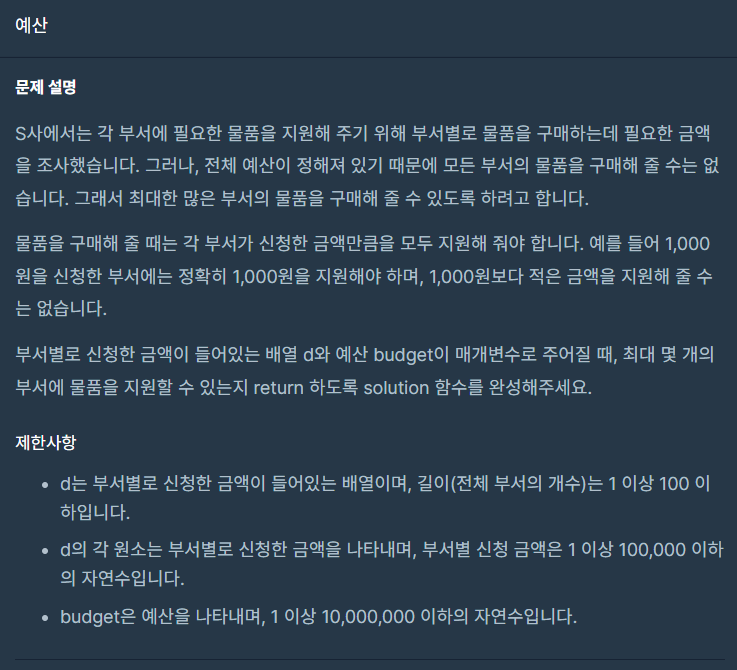 예산
문제 설명
S사에서는 각 부서에 필요한 물품을 지원해 주기 위해 부서별로 물품을 구매하는데 필요한 금액
을 조사했습니다. 그러나, 전체 예산이 정해져 있기 때문에 모든 부서의 물품을 구매해 줄 수는 없
습니다. 그래서 최대한 많은 부서의 물품을 구매해 줄 수 있도록 하려고 합니다.
물품을 구매해 줄 때는 각 부서가 신청한 금액만큼을 모두 지원해 줘야 합니다. 예를 들어 1,000
원을 신청한 부서에는 정확히 1,000원을 지원해야 하며, 1,000원보다 적은 금액을 지원해 줄 수
는 없습니다.
부서별로 신청한 금액이 들어있는 배열 d와 예산 budget이 매개변수로 주어질 때, 최대 몇 개의
부서에 물품을 지원할 수 있는지 return 하도록 solution 함수를 완성해주세요.
제한사항
• d는 부서별로 신청한 금액이 들어있는 배열이며, 길이(전체 부서의 개수)는 1 이상 100 이
하입니다.
• d의 각 원소는 부서별로 신청한 금액을 나타내며, 부서별 신청 금액은 1 이상 100,000 이하
의 자연수입니다.
• budget은 예산을 나타내며, 1 이상 10,000,000 이하의 자연수입니다.